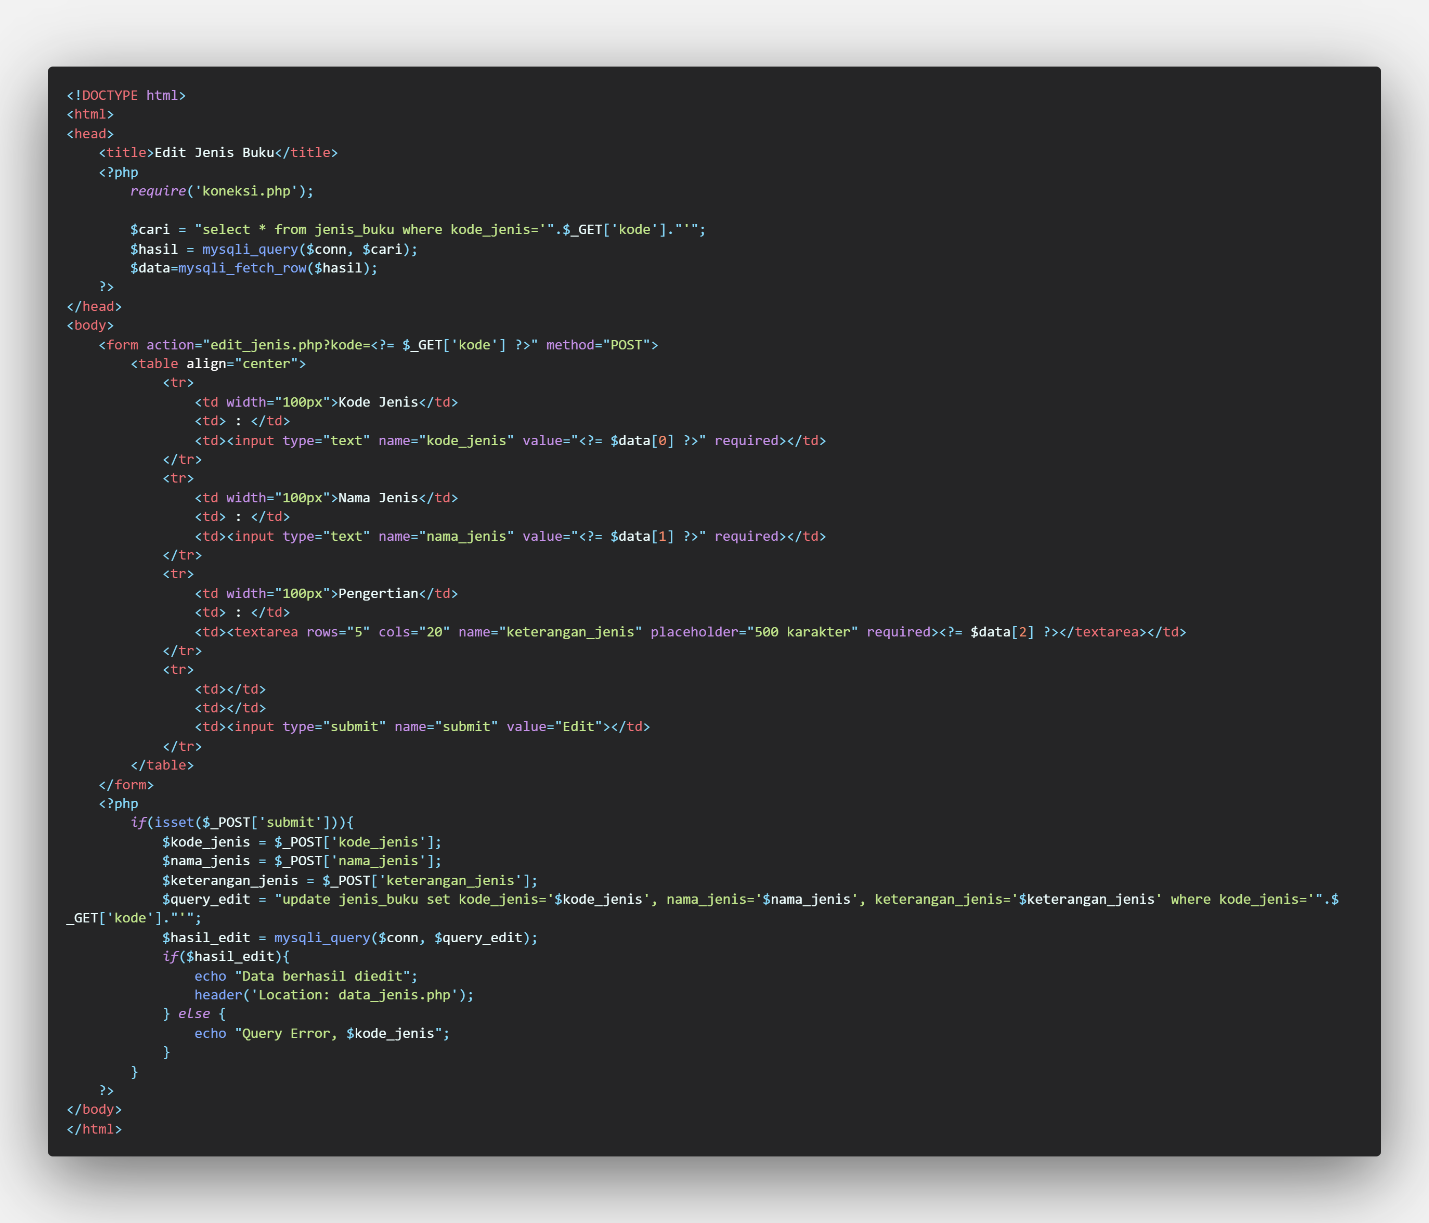 <!DOCTYPE html>
<html>
<head>
    <title>Edit Jenis Buku</title>
    <?php
        require('koneksi.php');

        $cari = "select * from jenis_buku where kode_jenis='".$_GET['kode']."'";
        $hasil = mysqli_query($conn, $cari);
        $data=mysqli_fetch_row($hasil);
    ?>
</head>
<body>
    <form action="edit_jenis.php?kode=<?= $_GET['kode'] ?>" method="POST">
        <table align="center">
            <tr>
                <td width="100px">Kode Jenis</td>
                <td> : </td>
                <td><input type="text" name="kode_jenis" value="<?= $data[0] ?>" required></td>
            </tr>
            <tr>
                <td width="100px">Nama Jenis</td>
                <td> : </td>
                <td><input type="text" name="nama_jenis" value="<?= $data[1] ?>" required></td>
            </tr>
            <tr>
                <td width="100px">Pengertian</td>
                <td> : </td>
                <td><textarea rows="5" cols="20" name="keterangan_jenis" placeholder="500 karakter" required><?= $data[2] ?></textarea></td>
            </tr>
            <tr>
                <td></td>
                <td></td>
                <td><input type="submit" name="submit" value="Edit"></td>
            </tr>
        </table>
    </form>
    <?php
        if(isset($_POST['submit'])){
            $kode_jenis = $_POST['kode_jenis'];
            $nama_jenis = $_POST['nama_jenis'];
            $keterangan_jenis = $_POST['keterangan_jenis'];
            $query_edit = "update jenis_buku set kode_jenis='$kode_jenis', nama_jenis='$nama_jenis', keterangan_jenis='$keterangan_jenis' where kode_jenis='".$
_GET['kode']."'";
            $hasil_edit = mysqli_query($conn, $query_edit);
            if($hasil_edit){
                echo "Data berhasil diedit";
                header('Location: data_jenis.php');
            } else {
                echo "Query Error, $kode_jenis";
            }
        }
    ?>
</body>
</html>